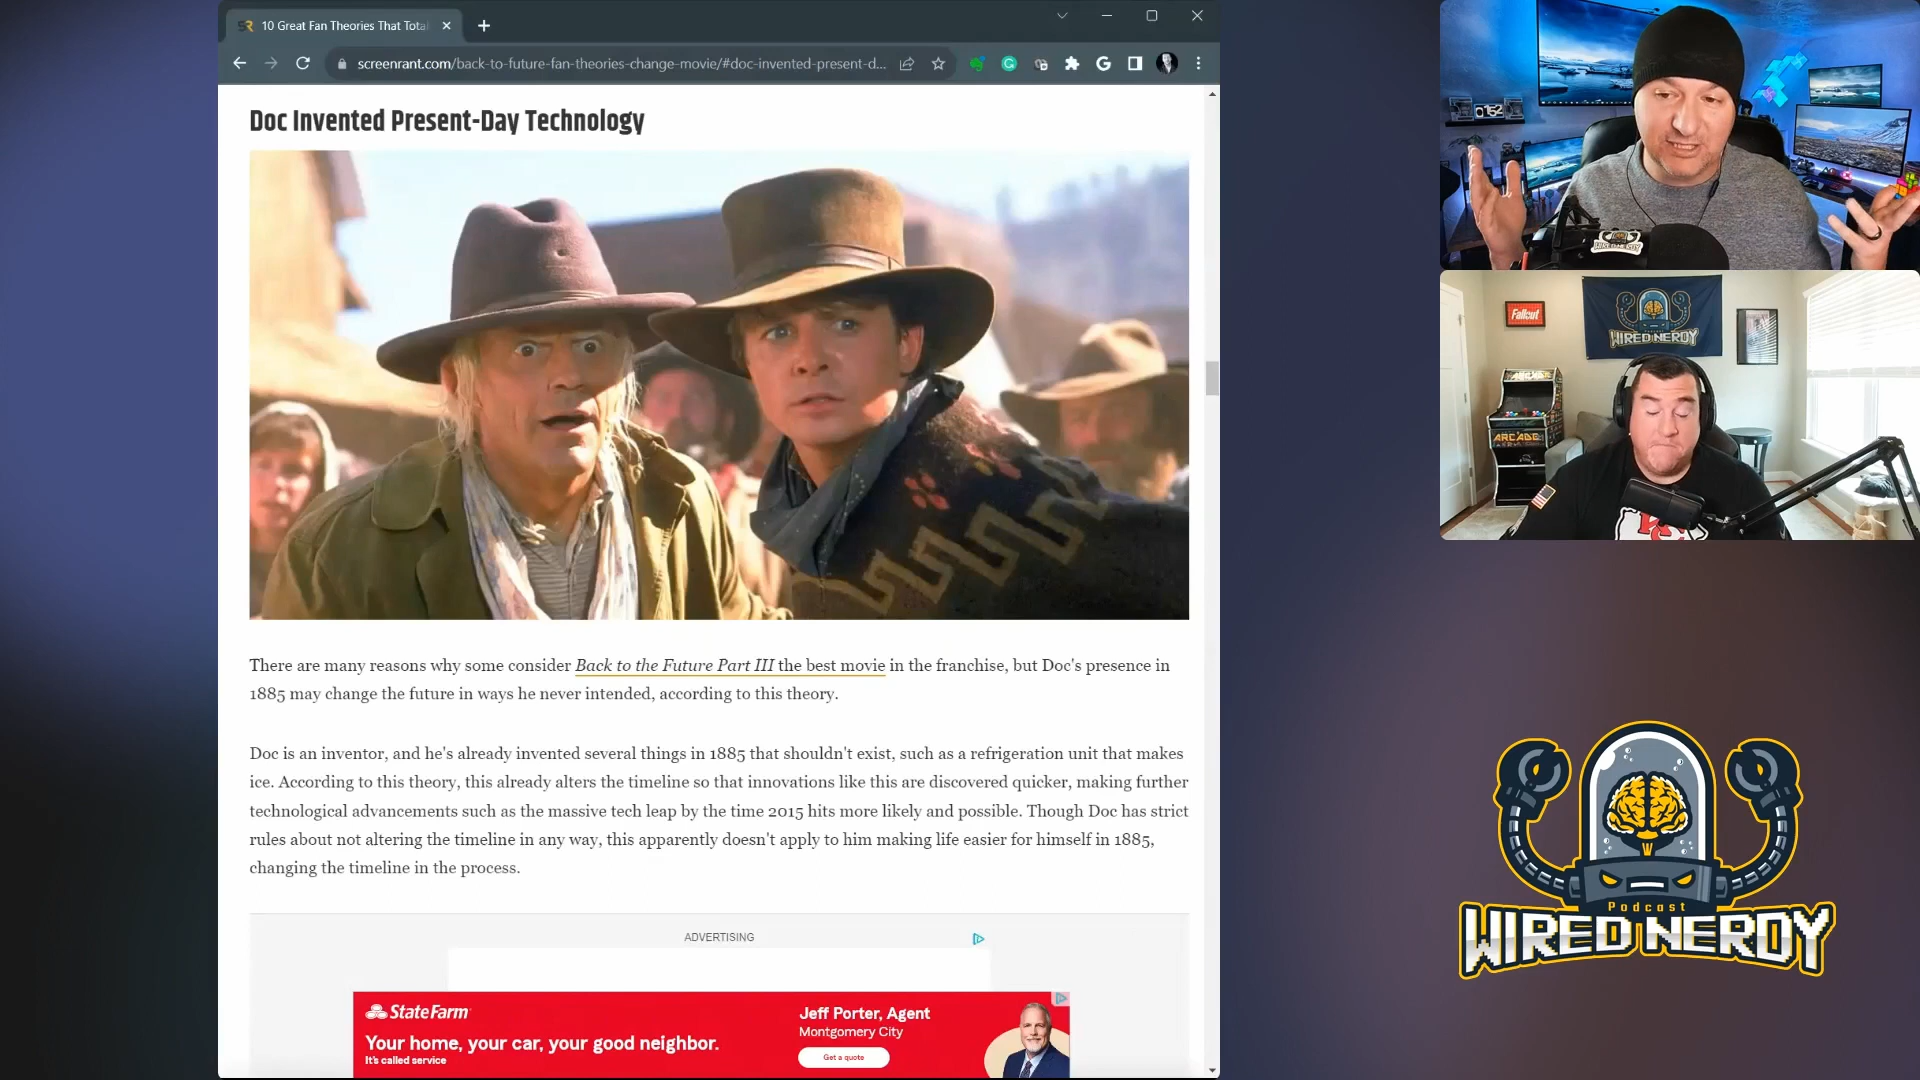 10 Great Fan Theories That Tota
screenrant.com/back-to-future-fan-theories-change-movie/#doc-invented-present-d...
Doc Invented Present-Day Technology
There are many reasons why some consider Back to the Future Part III the best movie in the franchise, but Doc's presence in
1885 may change the future in ways he never intended, according to this theory.
Doc is an inventor, and he's already invented several things in 1885 that shouldn't exist, such as a refrigeration unit that makes
ice. According to this theory, this already alters the timeline so that innovations like this are discovered quicker, making further
technological advancements such as the massive tech leap by the time 2015 hits more likely and possible. Though Doc has strict
rules about not altering the timeline in any way, this apparently doesn't apply to him making life easier for himself in 1885,
changing the timeline in the process.
ADVERTISING
StateFarm
Your home, your car, your good neighbor.
It's called service
Jeff Porter, Agent
Montgomery City
Get a quote
WIRED NERDY
Fallout
WIRED NERDY
ARCADE
Podcast
WIRED NERDY